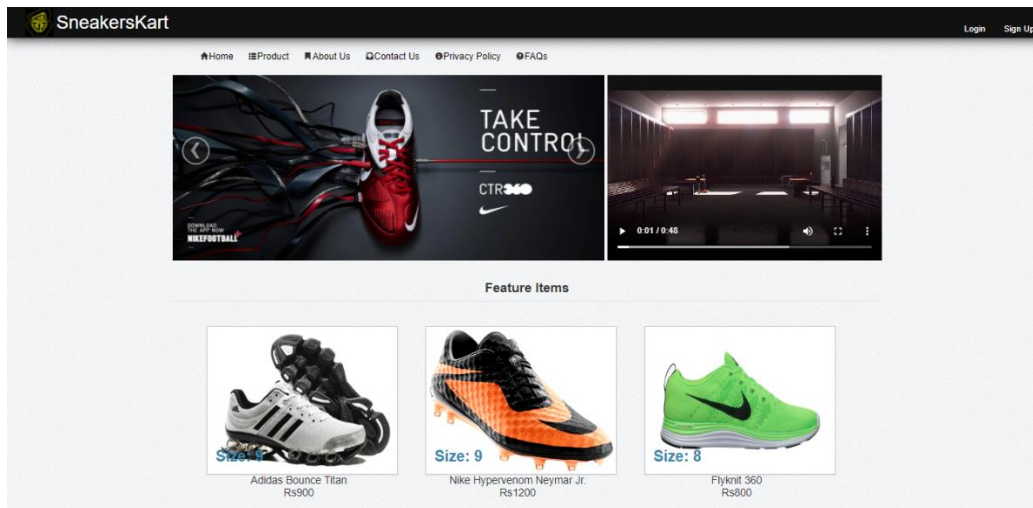 SneakersKart
Login Sign Up
Home Product About Us Contact Us Privacy Policy FAQs
TAKE
CONTROL
CTR360
DOWNLOAD
THE APP NOW
NIKEFOOTBALL
0:01 / 0:48
Feature Items
Size: 9 Size: 8
Adidas Bounce Titan Nike Hypervenom Neymar Jr. Flyknit 360
Rs900 Rs1200 Rs800